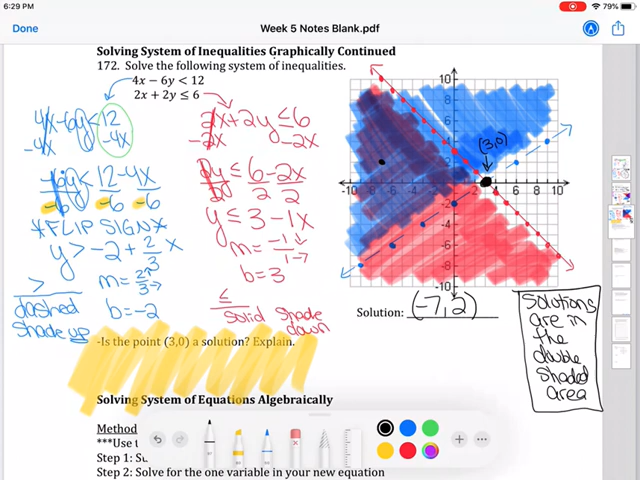 6:29 PM
79%
Done
Week 5 Notes Blank.pdf
Solving System of Inequalities Graphically Continued
172. Solve the following system of inequalities.
4x − 6y < 12
2x + 2y ≤ 6
4x-6y<12
-4x -4x
-6y < 12-4x
-6 -6 -6
*FLIP SIGN*
y > -2 + 2/3 x
m = 2↑/3→
b = -2
>
dashed
shade up
2x+2y ≤6
-2x -2x
2y ≤ 6-2x
2 2 2
y ≤ 3 - 1x
m = -1↓/1→
b = 3
≤
Solid Shade down
(3,0)
10
8
6
4
2
-10 -8 -6 -4 -2 2 4 6 8 10
-2
-4
-6
-8
-10
Solution: (-7,2)
Solutions
are in
the
double
shaded
area
-Is the point (3,0) a solution? Explain.
Solving System of Equations Algebraically
Method
***Use t
Step 1: Su
Step 2: Solve for the one variable in your new equation